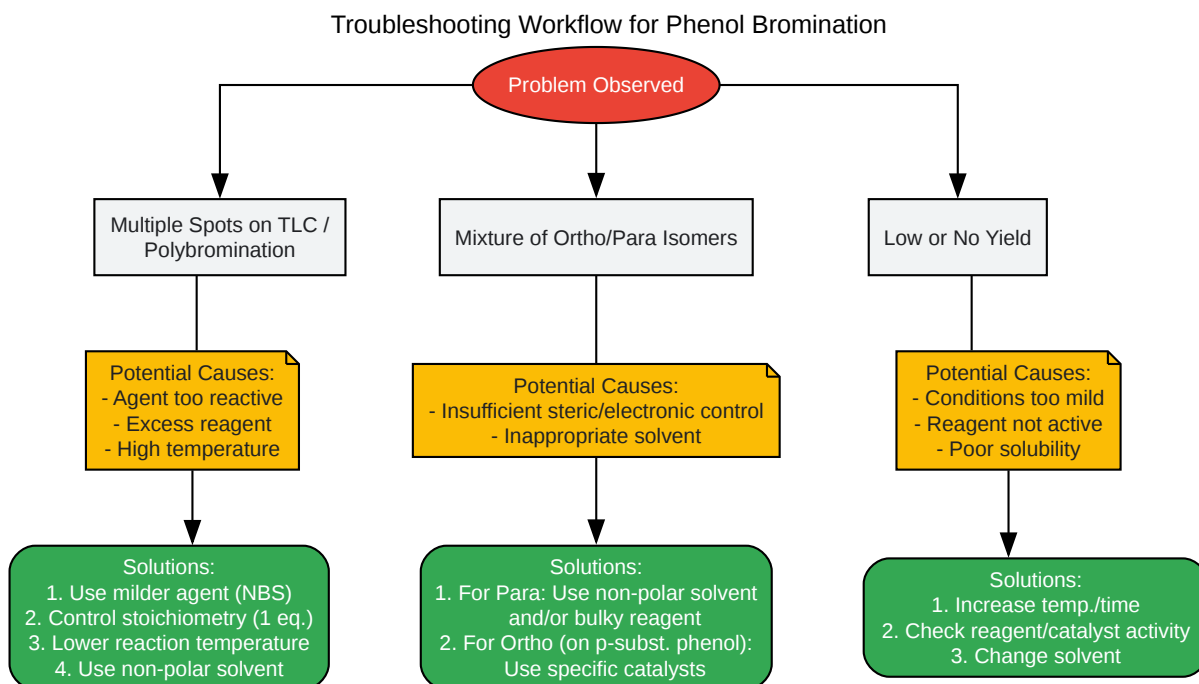 Troubleshooting Workflow for Phenol Bromination
Problem Observed
Multiple Spots on TLC /
Polybromination
Mixture of Ortho/Para Isomers
Low or No Yield
Potential Causes:
- Agent too reactive
- Excess reagent
- High temperature
Potential Causes:
- Insufficient steric/electronic control
- Inappropriate solvent
Potential Causes:
- Conditions too mild
- Reagent not active
- Poor solubility
Solutions:
1. Use milder agent (NBS)
2. Control stoichiometry (1 eq.)
3. Lower reaction temperature
4. Use non-polar solvent
Solutions:
1. For Para: Use non-polar solvent
and/or bulky reagent
2. For Ortho (on p-subst. phenol):
Use specific catalysts
Solutions:
1. Increase temp./time
2. Check reagent/catalyst activity
3. Change solvent